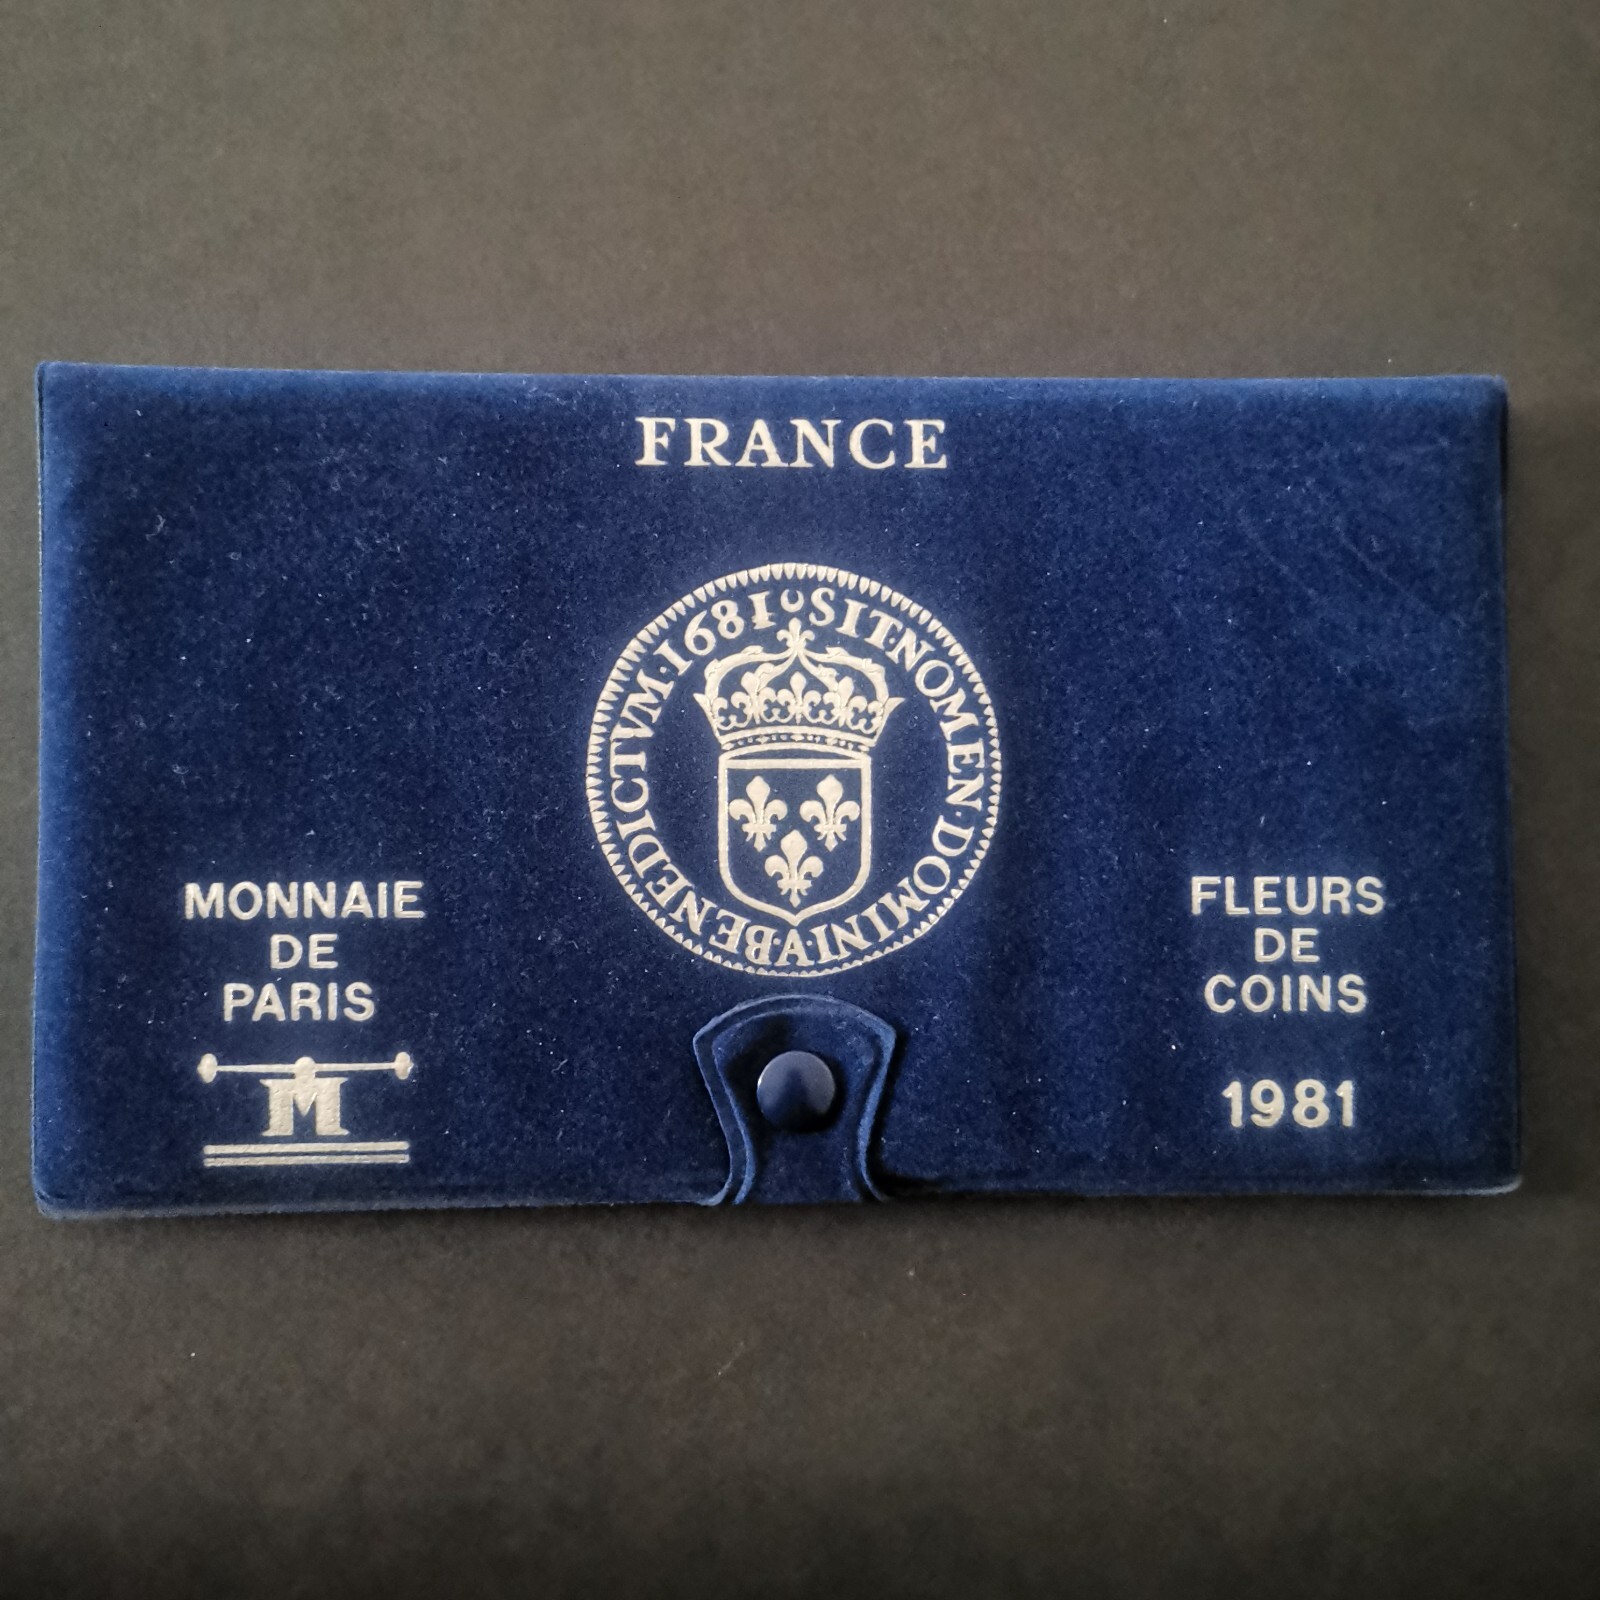 FRANCE
SIT·NOMEN·DOMINI·A·BENEDICTVM·1681
MONNAIE
DE
PARIS
M
FLEURS
DE
COINS
1981